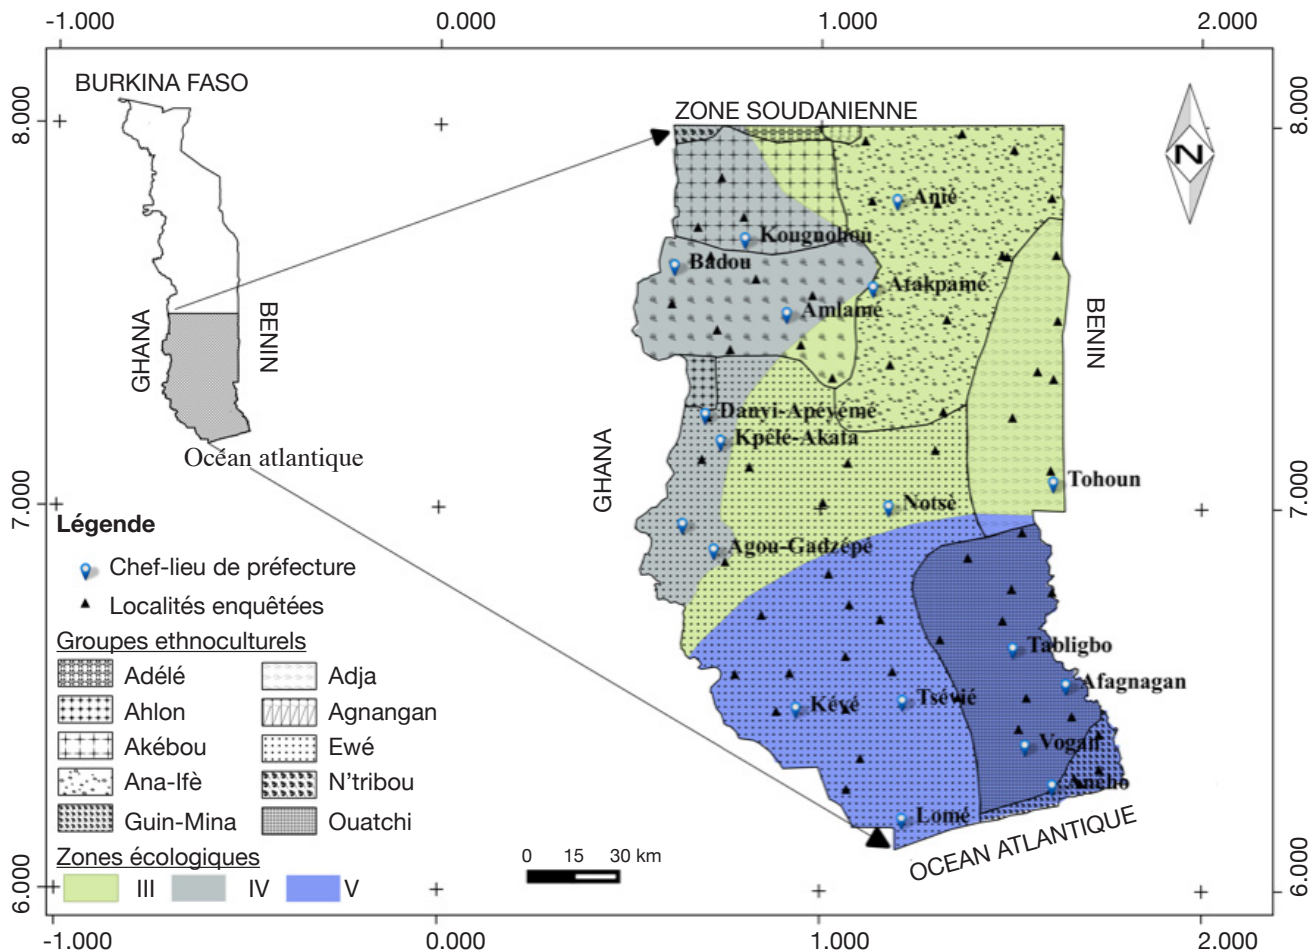 -1.000 0.000 1.000 2.000
BURKINA FASO
ZONE SOUDANIENNE
8.000 8.000
N
Anié
Kougnohou
Badou
Atakpamé
Amlamé
GHANA
BENIN
BENIN
Danyi-Apéyémé
Kpélé-Akata
GHANA
Océan atlantique
Tohoun
7.000 7.000
Notsè
Agou-Gadzépé
Légende
Chef-lieu de préfecture
Localités enquêtées
Groupes ethnoculturels
Adélé Adja
Ahlon Agnangan
Akébou Ewé
Ana-Ifè N'tribou
Guin-Mina Ouatchi
Zones écologiques
III IV V
Tabligbo
Afagnagan
Kévé
Tsévié
Vogan
Aného
Lomé
OCEAN ATLANTIQUE
0 15 30 km
6.000 6.000
-1.000 0.000 1.000 2.000